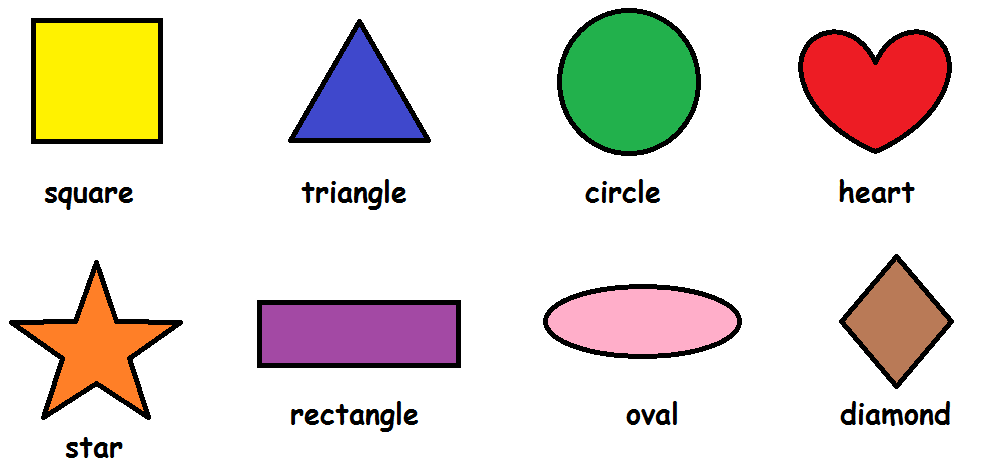 square
triangle
circle
heart
star
rectangle
oval
diamond